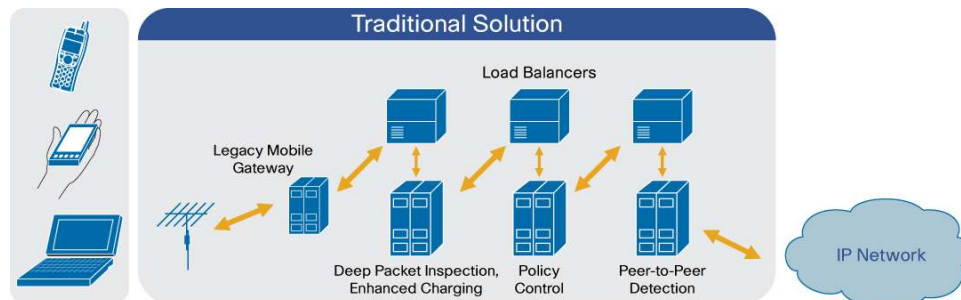 Traditional Solution
Load Balancers
Legacy Mobile
Gateway
Deep Packet Inspection,
Enhanced Charging
Policy
Control
Peer-to-Peer
Detection
IP Network